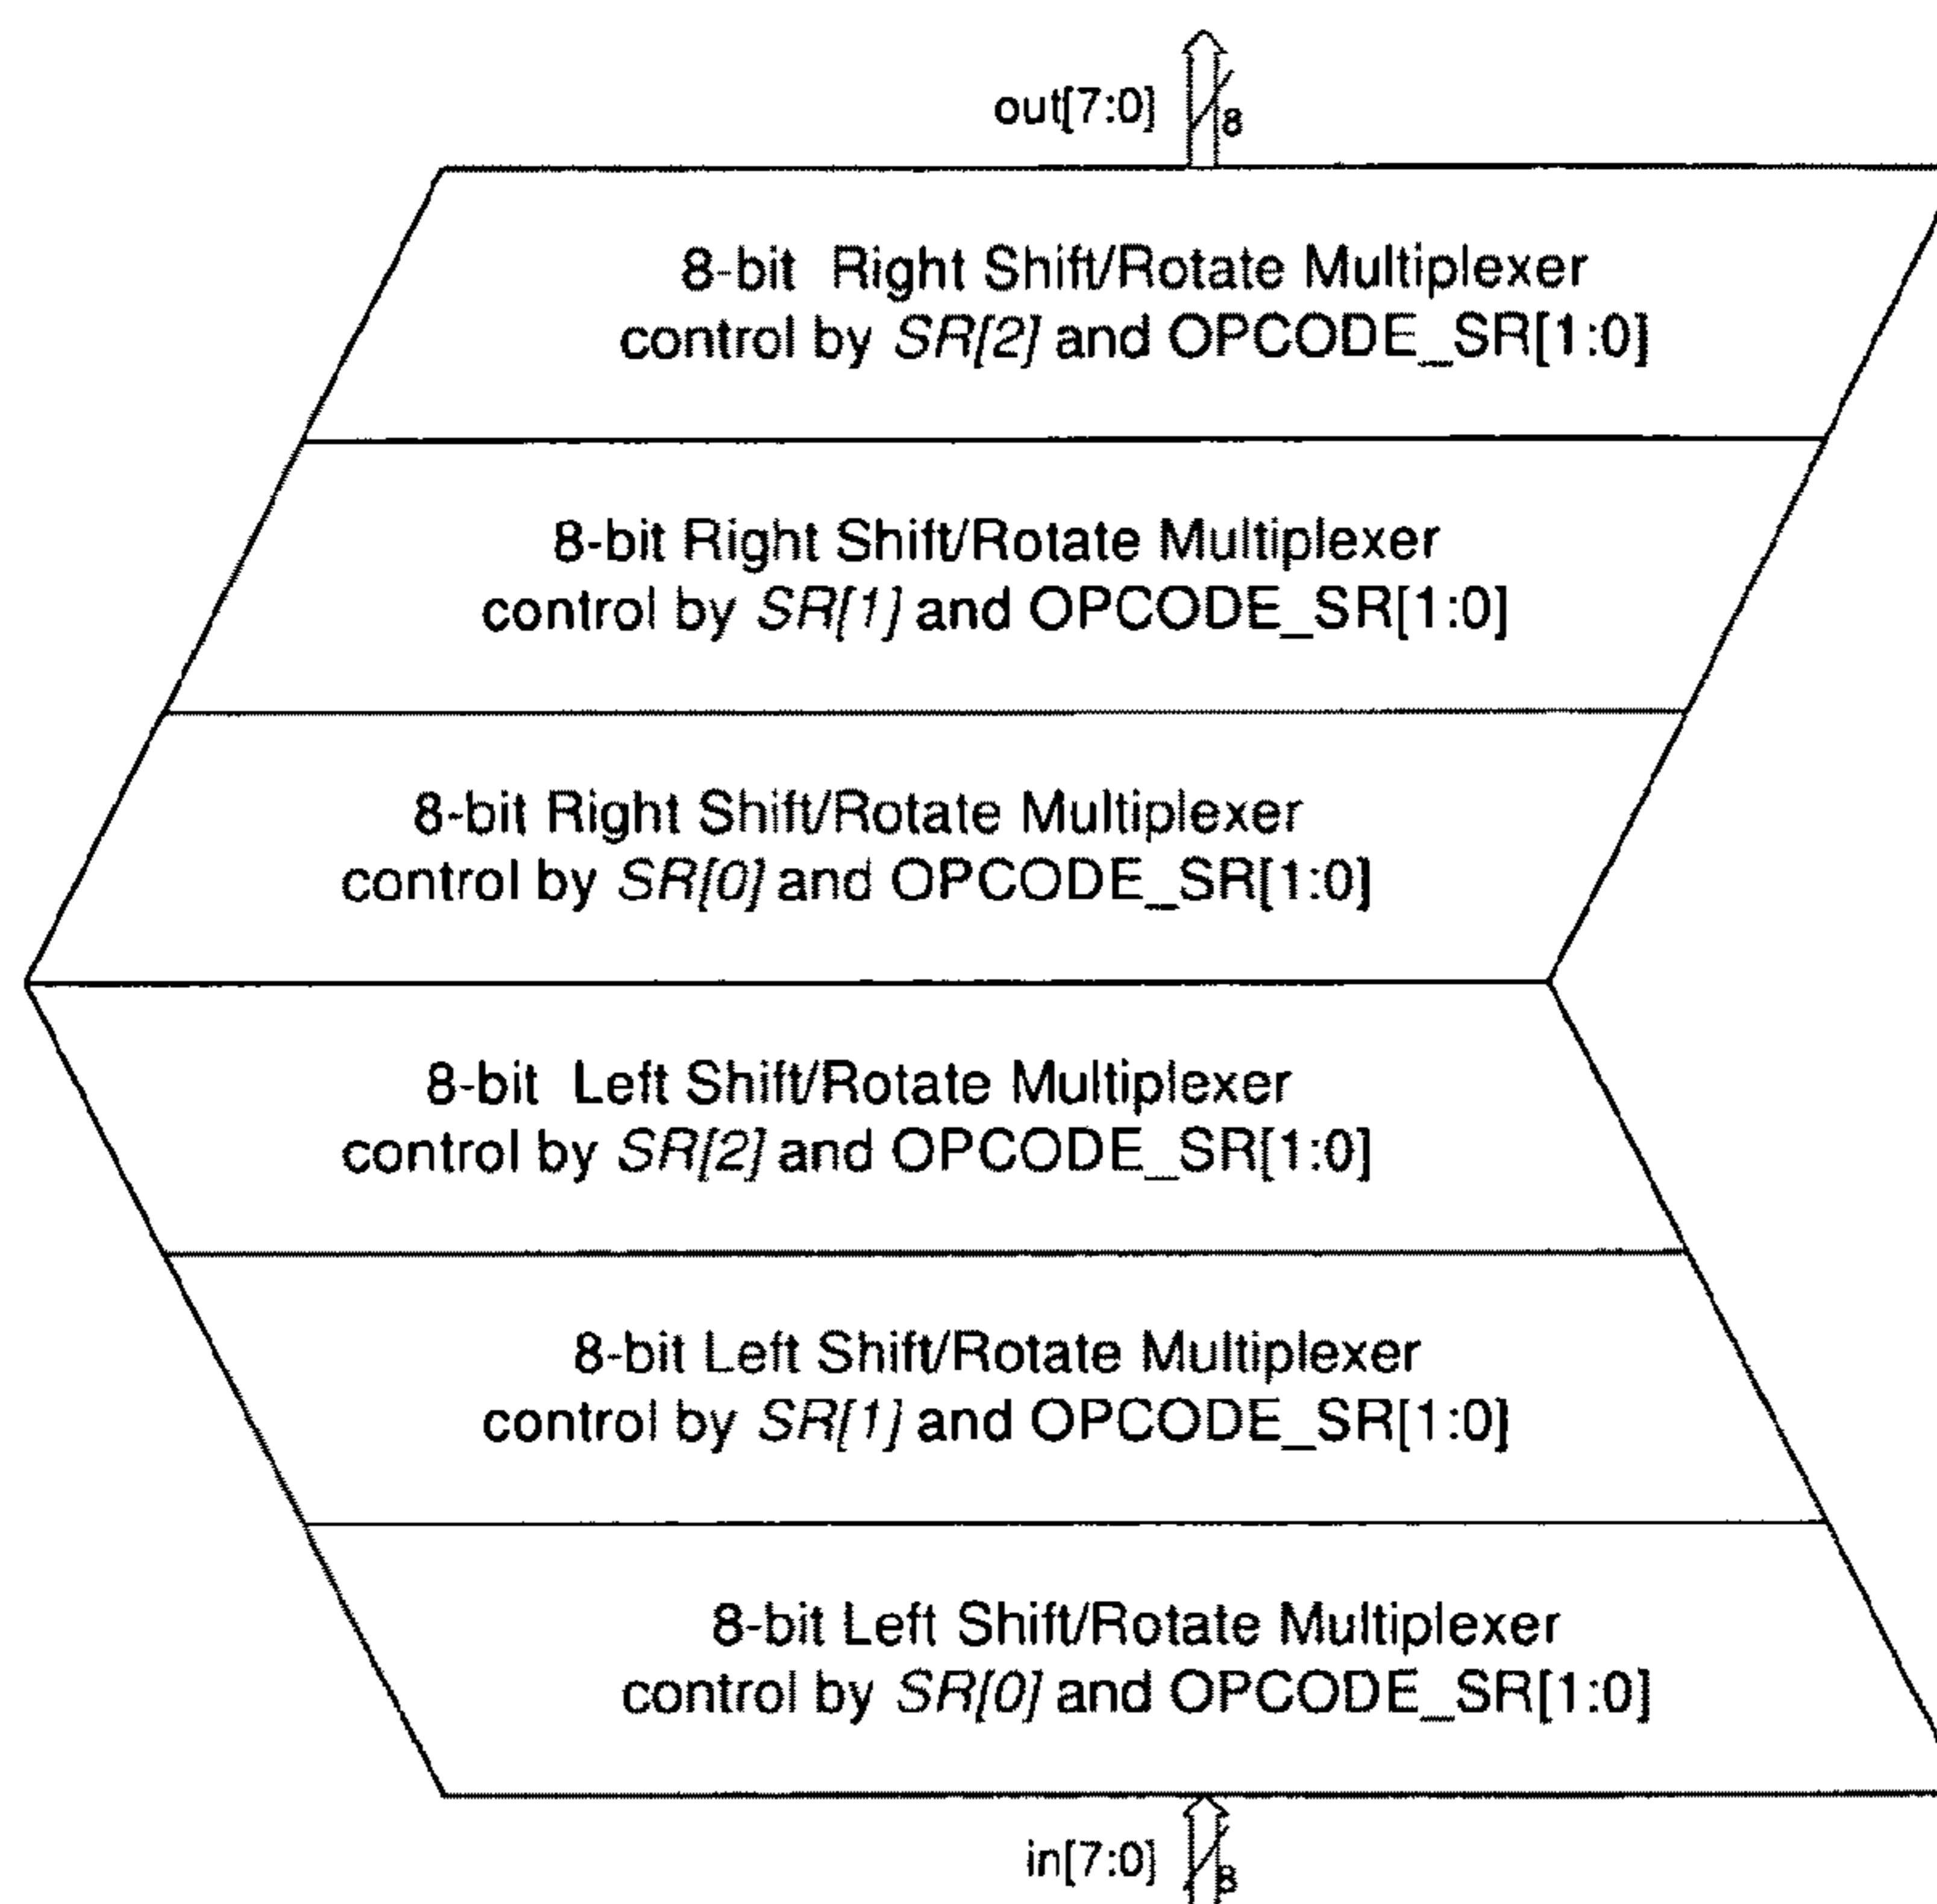 out[7:0]
8
8-bit Right Shift/Rotate Multiplexer
control by SR[2] and OPCODE_SR[1:0]
8-bit Right Shift/Rotate Multiplexer
control by SR[1] and OPCODE_SR[1:0]
8-bit Right Shift/Rotate Multiplexer
control by SR[0] and OPCODE_SR[1:0]
8-bit Left Shift/Rotate Multiplexer
control by SR[2] and OPCODE_SR[1:0]
8-bit Left Shift/Rotate Multiplexer
control by SR[1] and OPCODE_SR[1:0]
8-bit Left Shift/Rotate Multiplexer
control by SR[0] and OPCODE_SR[1:0]
in[7:0]
8